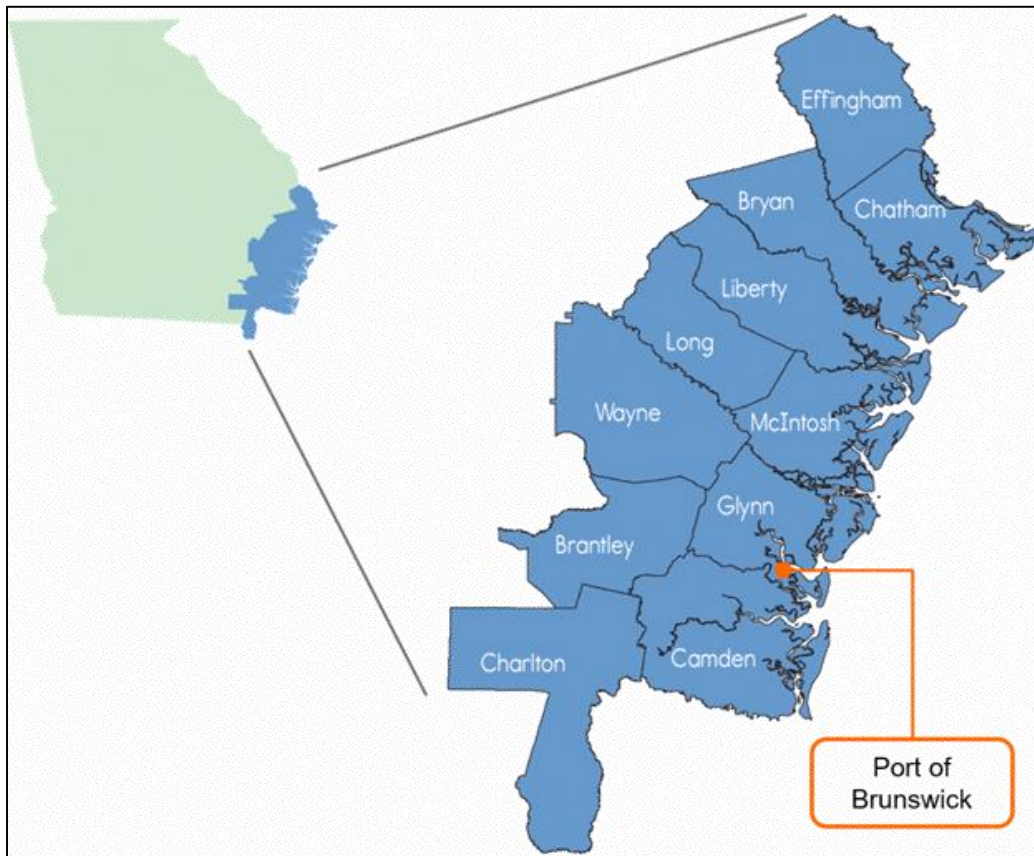 Effingham
Bryan
Chatham
Liberty
Long
Wayne
McIntosh
Glynn
Brantley
Charlton
Camden
Port of
Brunswick